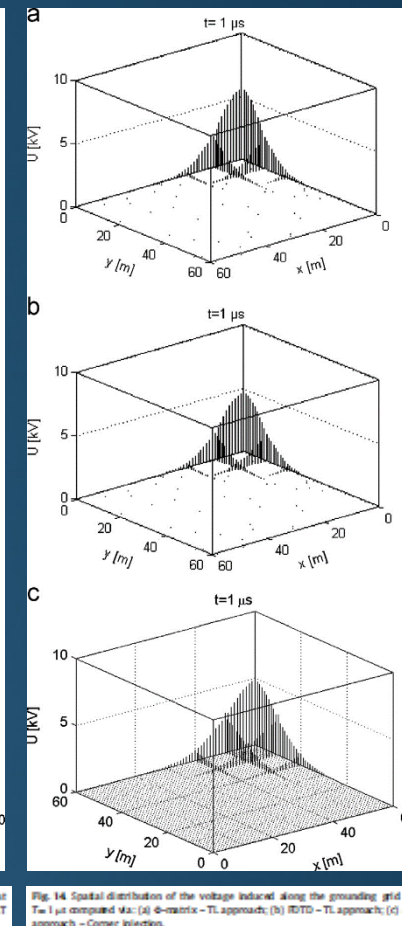 a
t= 1 μs
10
5
0
U [kV]
0
20
40
60
y [m]
60
40
20
0
x [m]
b
t=1 μs
10
5
0
U [kV]
0
20
40
60
y [m]
60
40
20
0
x [m]
c
t=1 μs
10
5
0
U [kV]
60
40
20
0
y [m]
0
20
40
x [m]
Fig. 14. Spatial distribution of the voltage induced along the grounding grid
T= 1 μs computed via: (a) Φ-matrix – TL approach; (b) FDTD – TL approach; (c)
approach – Corner injection.